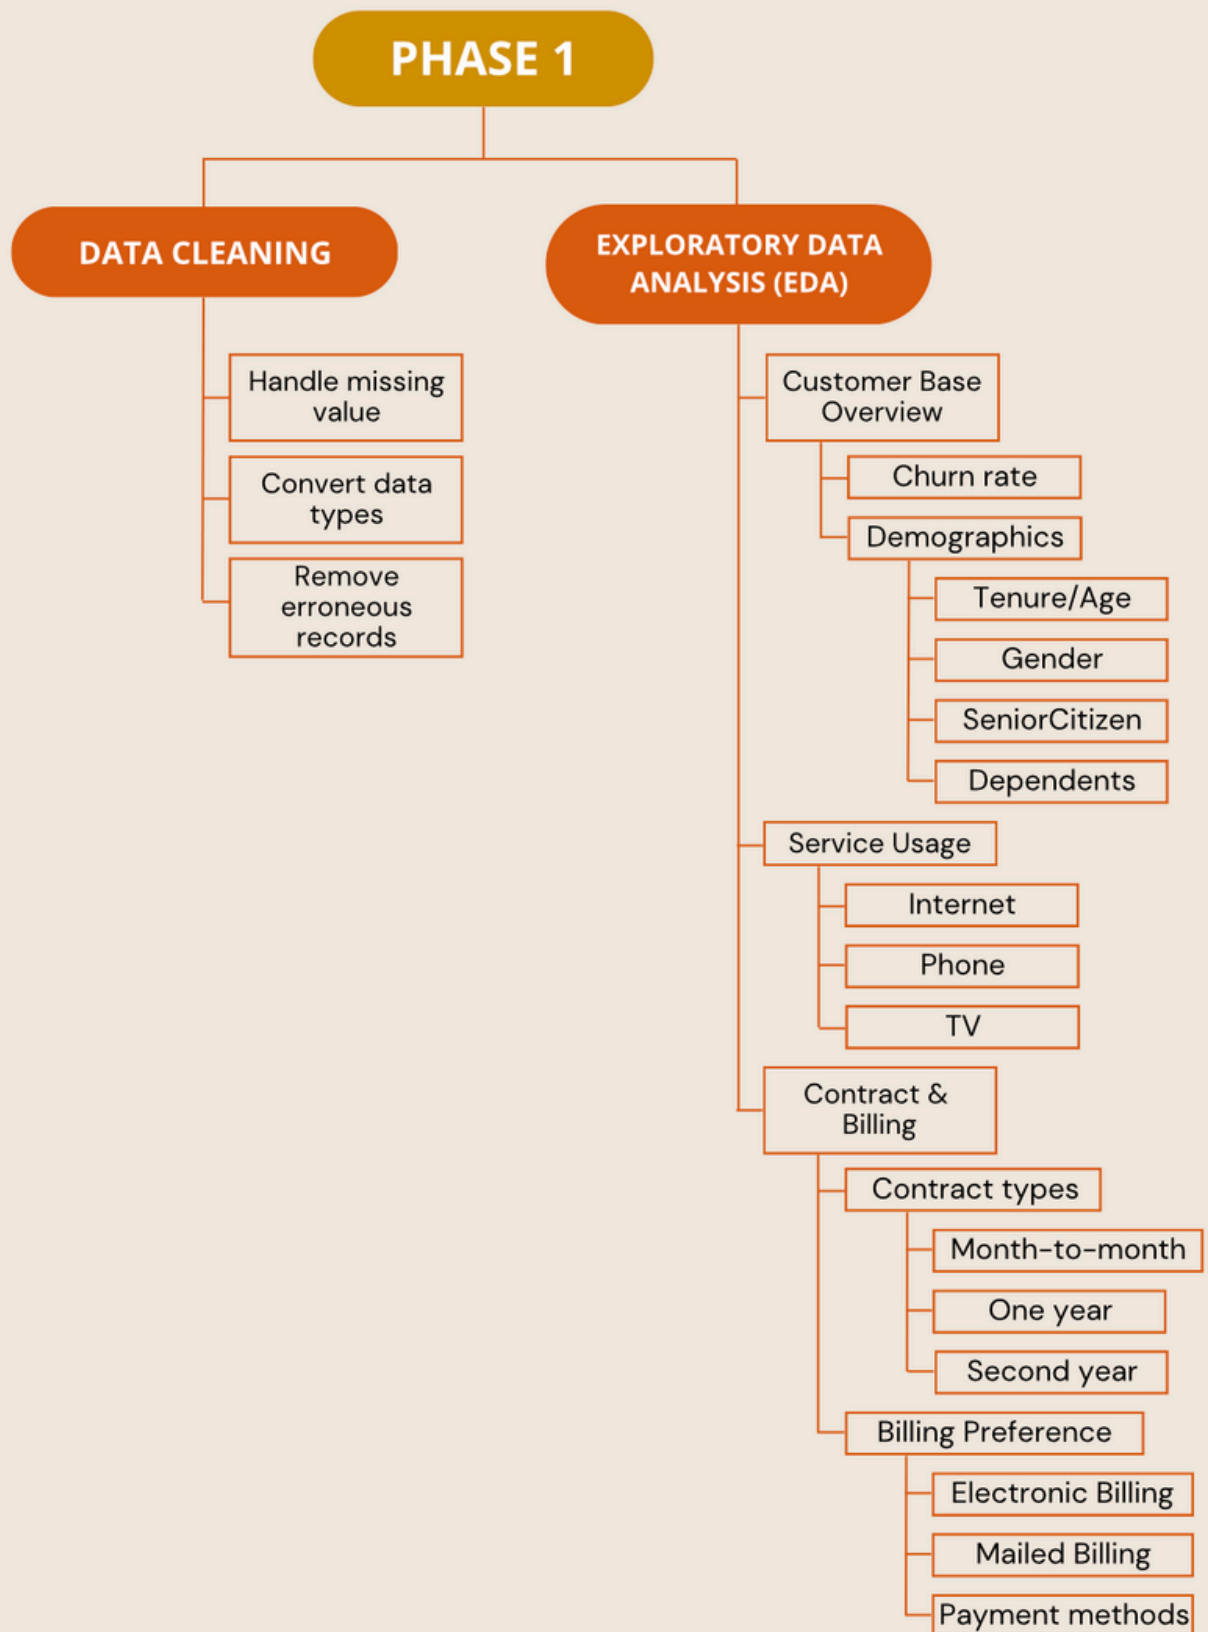 PHASE 1
DATA CLEANING
Handle missing
value
Convert data
types
Remove
erroneous
records
EXPLORATORY DATA
ANALYSIS (EDA)
Customer Base
Overview
Churn rate
Demographics
Tenure/Age
Gender
SeniorCitizen
Dependents
Service Usage
Internet
Phone
TV
Contract &
Billing
Contract types
Month-to-month
One year
Second year
Billing Preference
Electronic Billing
Mailed Billing
Payment methods